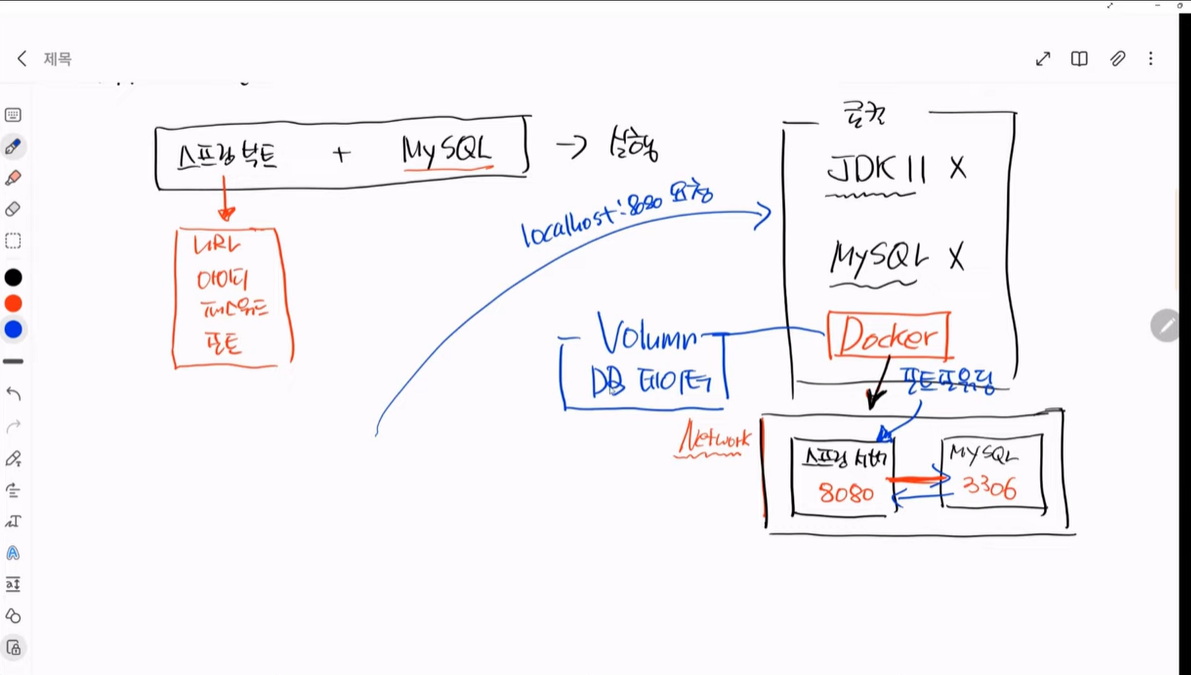 제목
스프링 부트 + MySQL → 실행
URL
아이디
패스워드
포트
localhost:8080 요청
로컬
JDK 11 X
MySQL X
Docker
Volumn
DB 데이터
포트포워딩
Network
스프링 서버
8080
MySQL
3306